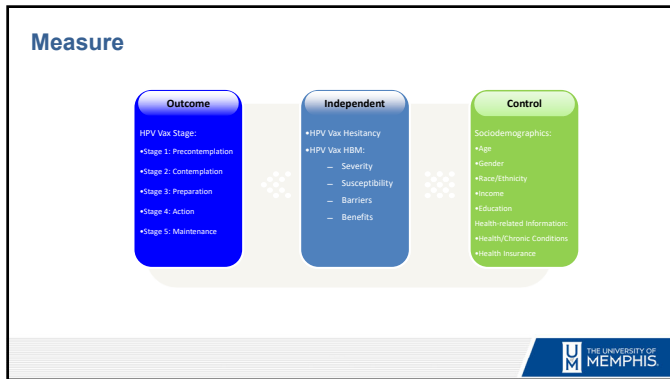 Measure
Outcome
HPV Vax Stage:
•Stage 1: Precontemplation
•Stage 2: Contemplation
•Stage 3: Preparation
•Stage 4: Action
•Stage 5: Maintenance
Independent
•HPV Vax Hesitancy
•HPV Vax HBM:
– Severity
– Susceptibility
– Barriers
– Benefits
Control
Sociodemographics:
•Age
•Gender
•Race/Ethnicity
•Income
•Education
Health-related Information:
•Health/Chronic Conditions
•Health Insurance
UM
THE UNIVERSITY OF
MEMPHIS.